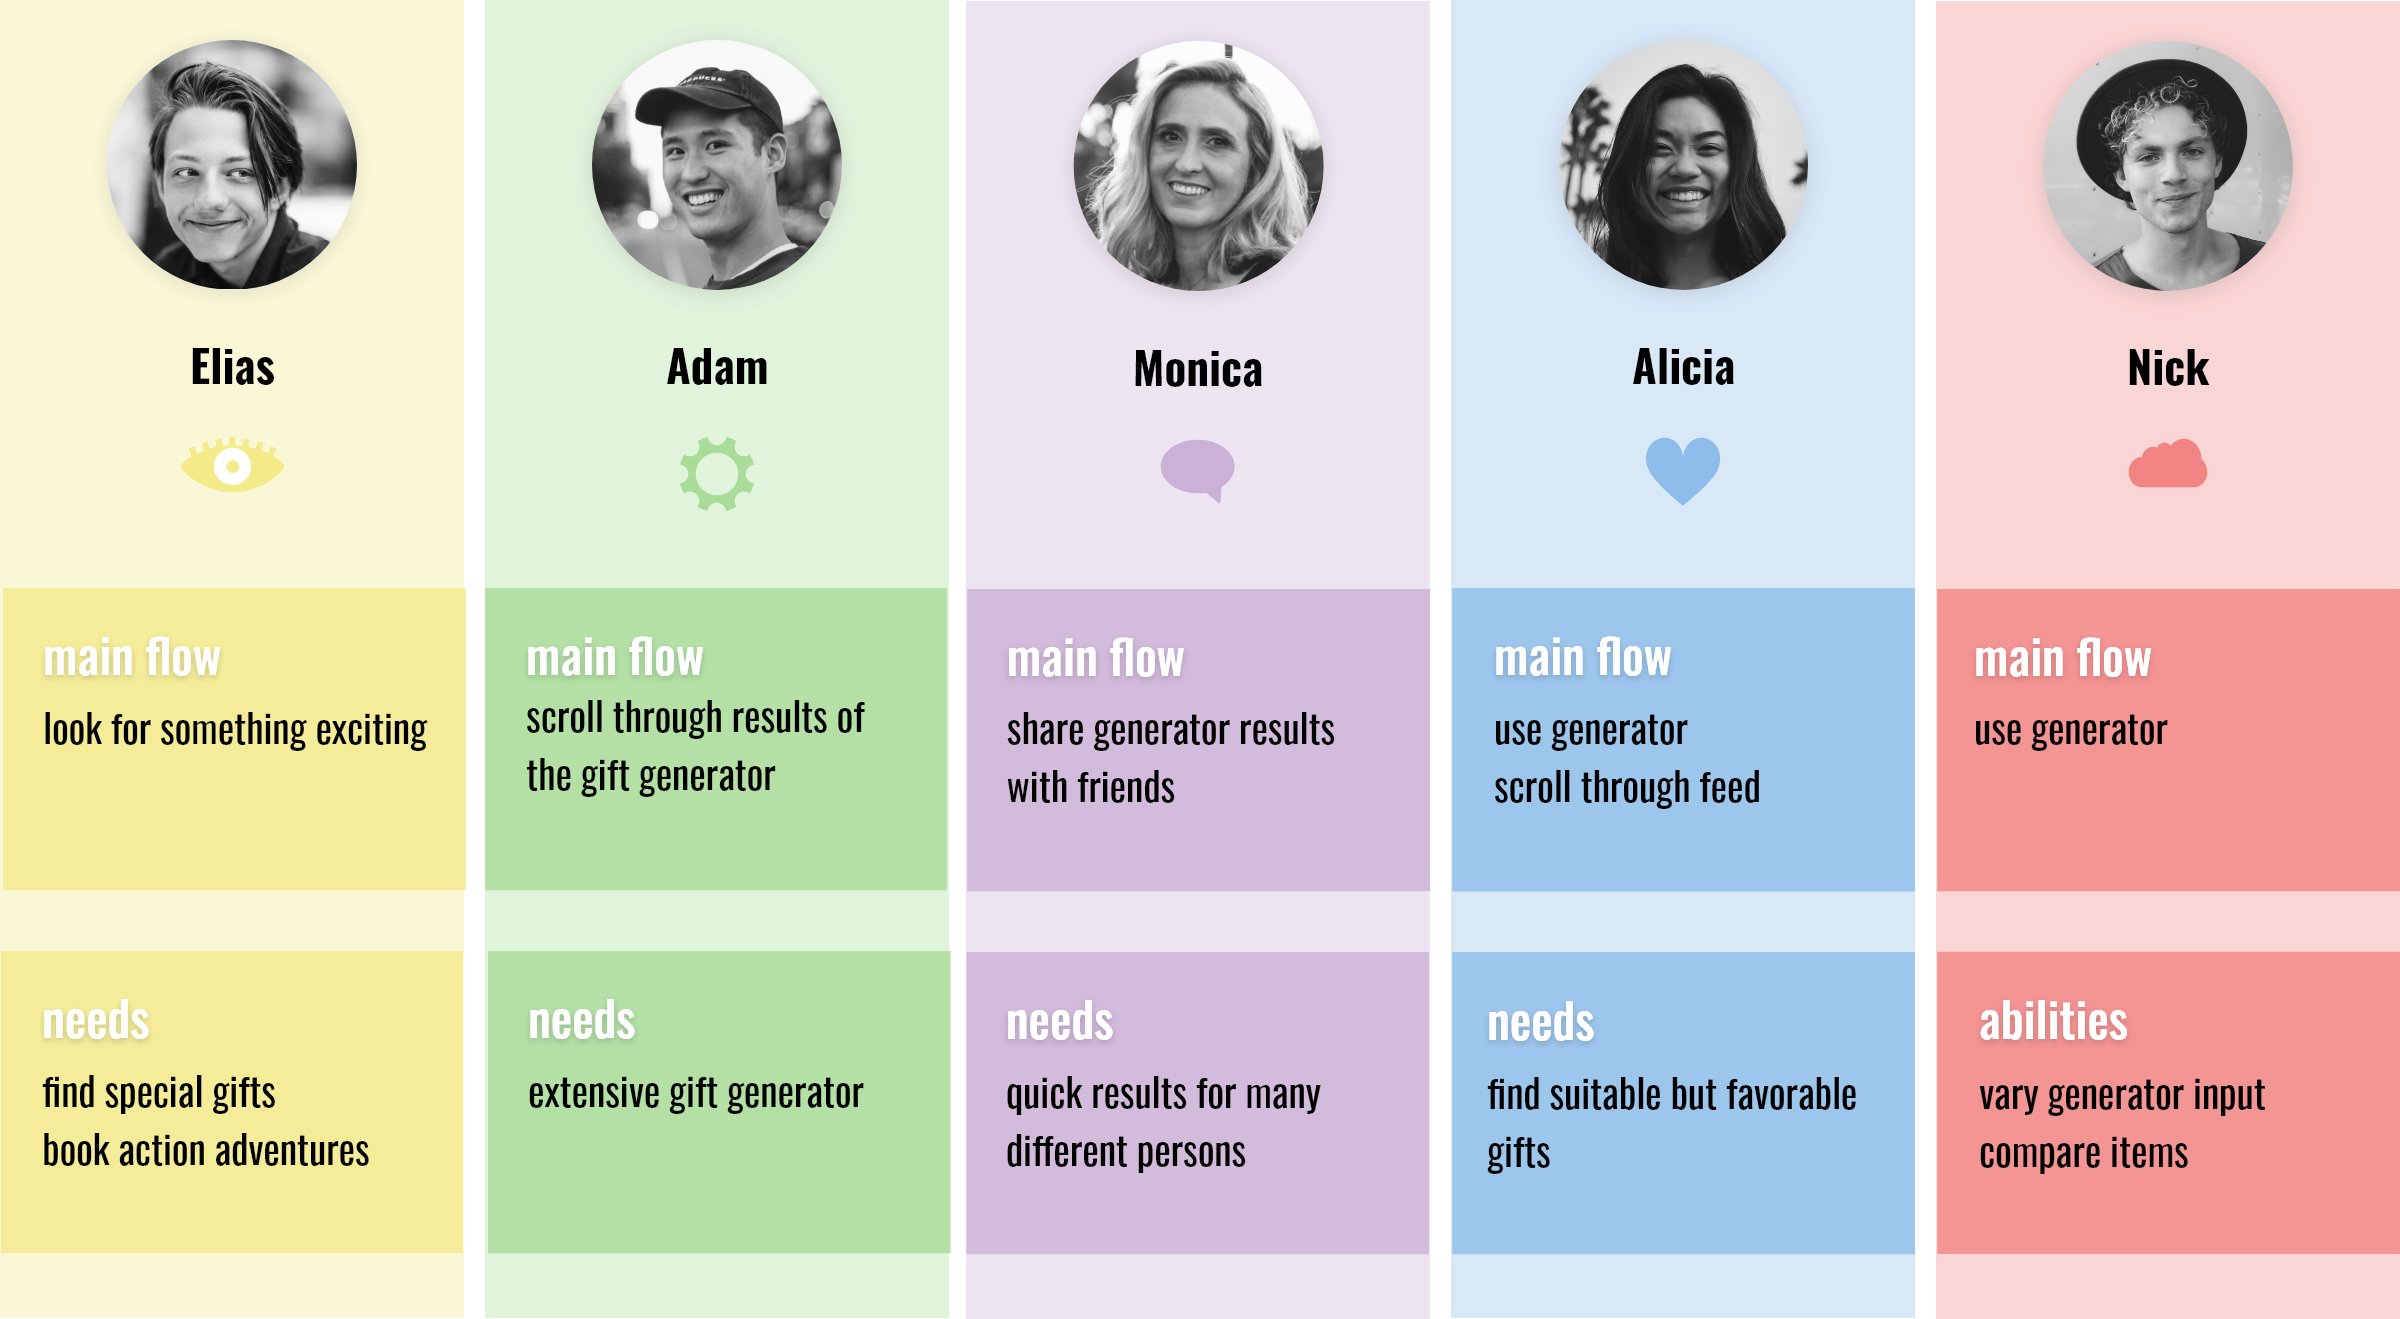 Elias
main flow
look for something exciting
needs
find special gifts
book action adventures
Adam
main flow
scroll through results of
the gift generator
needs
extensive gift generator
Monica
main flow
share generator results
with friends
needs
quick results for many
different persons
Alicia
main flow
use generator
scroll through feed
needs
find suitable but favorable
gifts
Nick
main flow
use generator
abilities
vary generator input
compare items